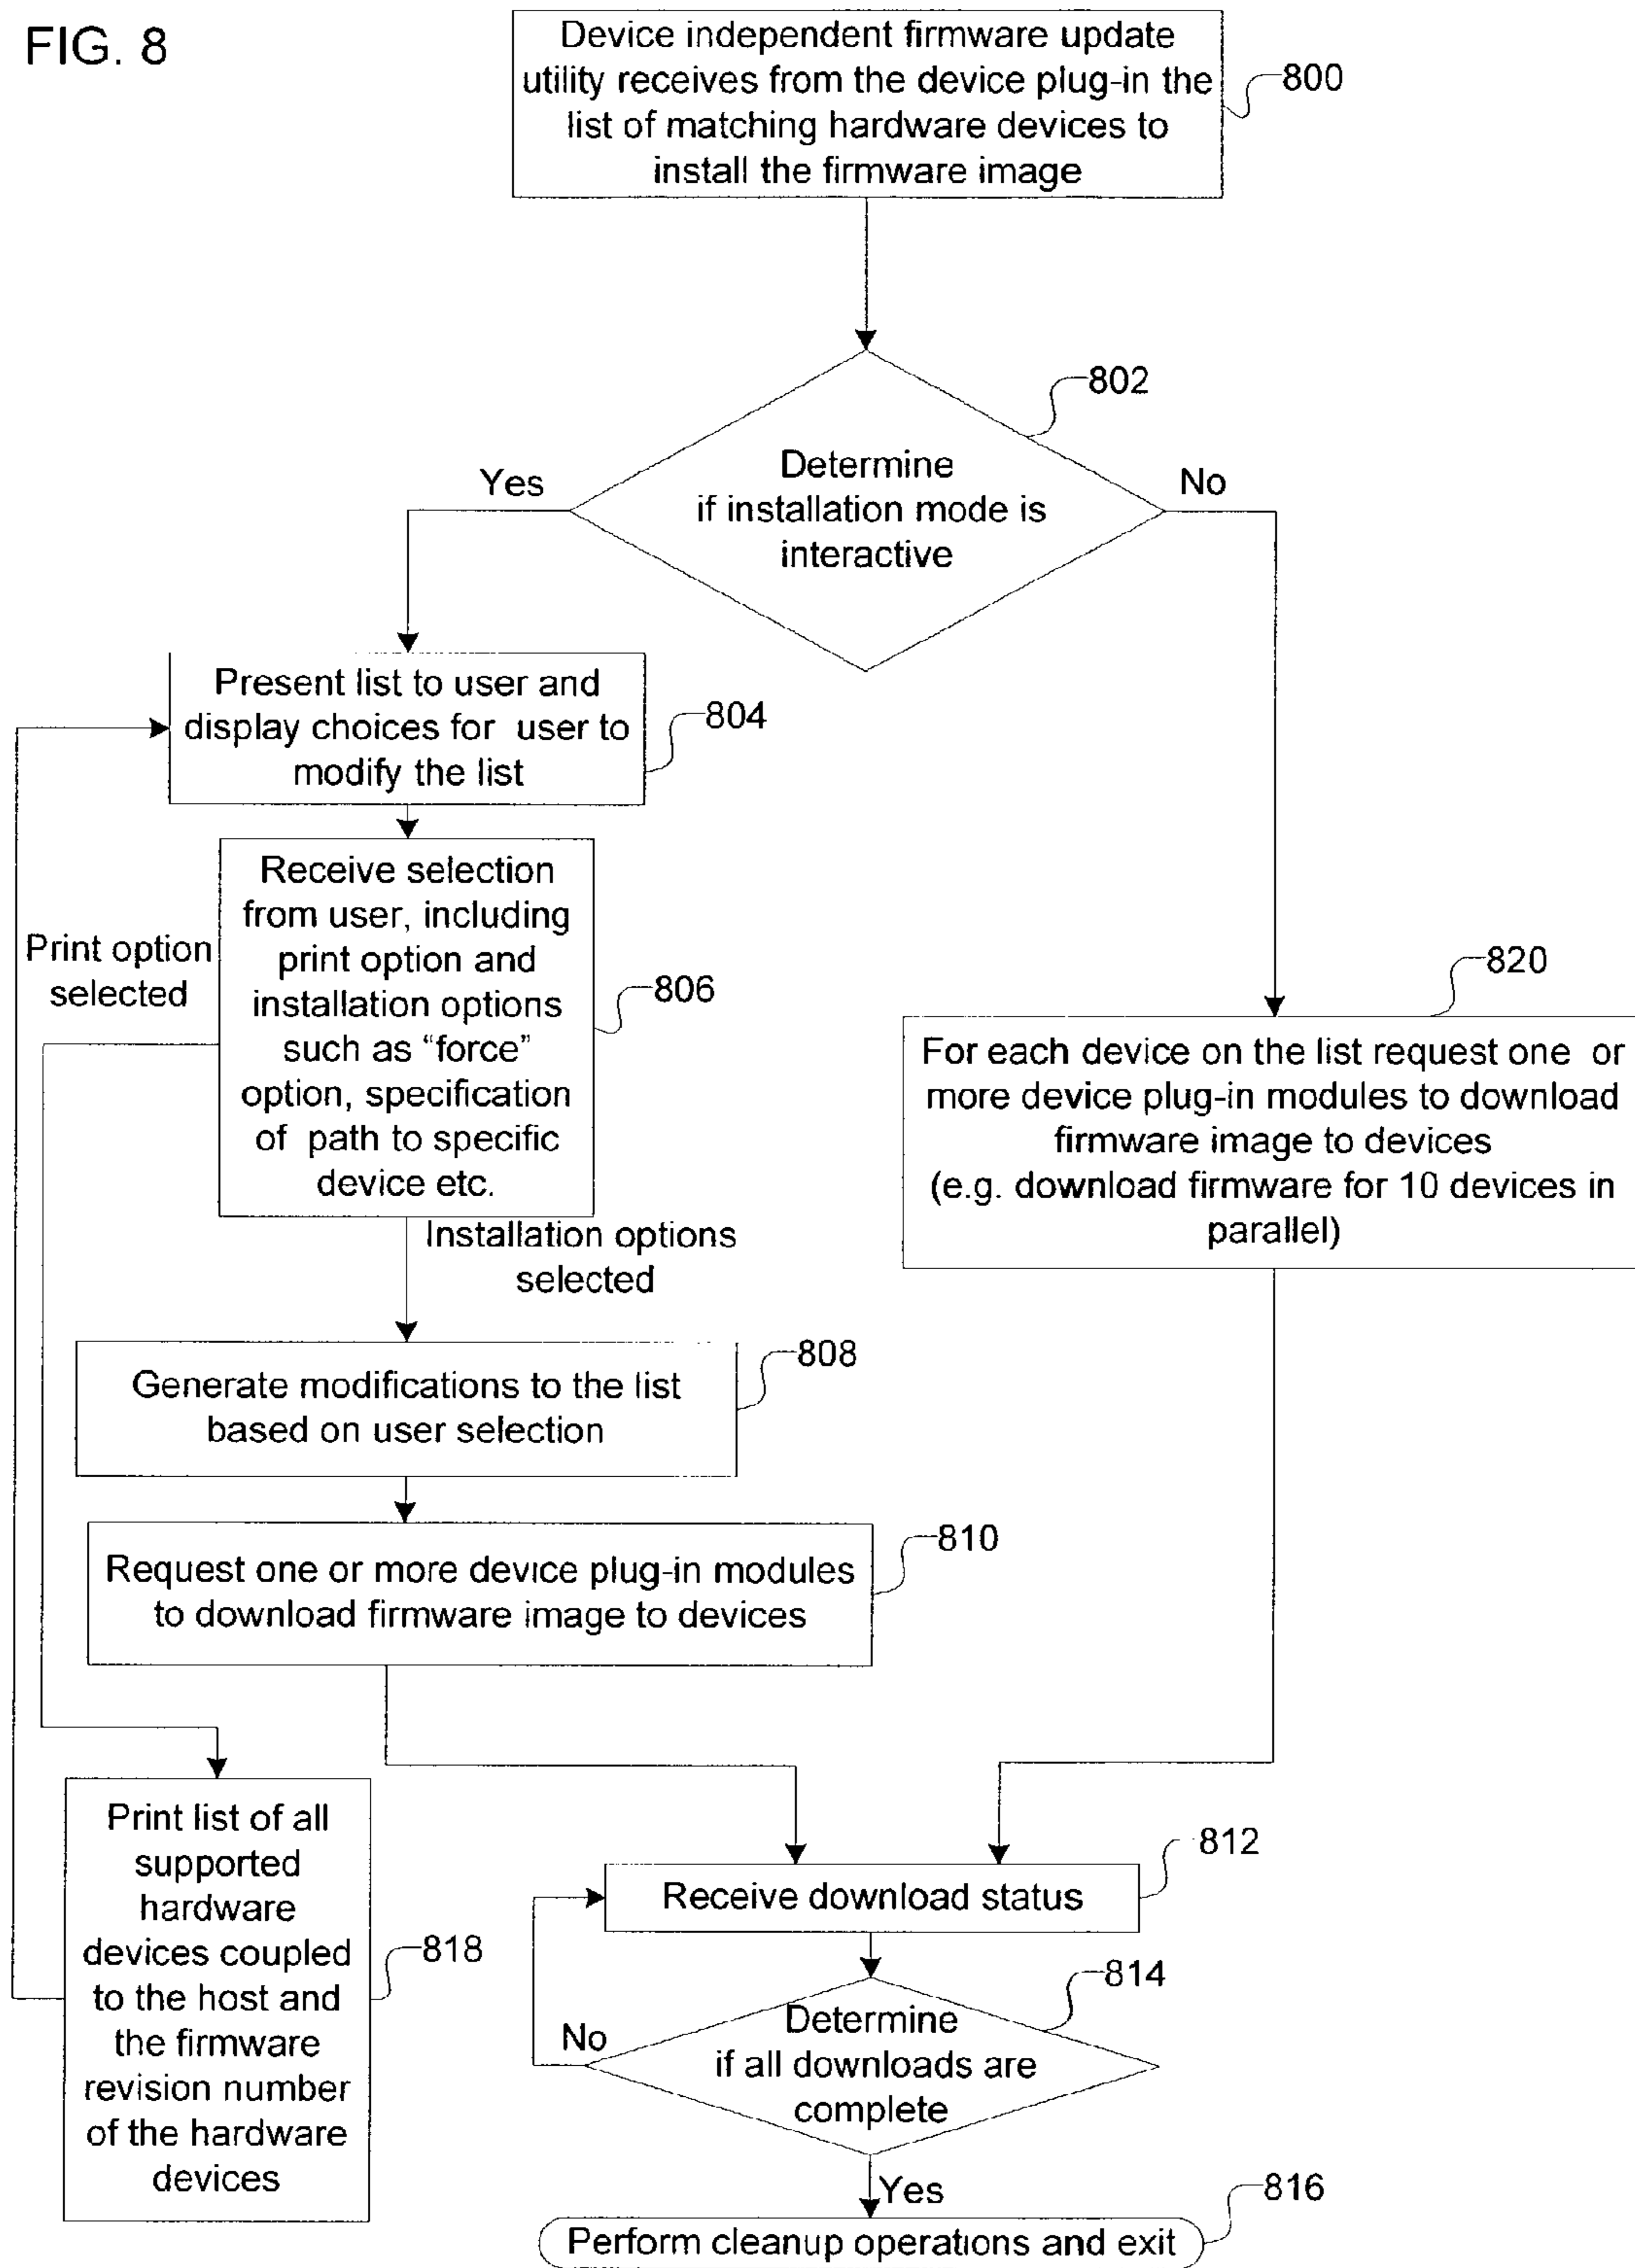 FIG. 8
Device independent firmware update
utility receives from the device plug-in the
list of matching hardware devices to
install the firmware image
800
802
Determine
if installation mode is
interactive
Yes
No
Present list to user and
display choices for user to
modify the list
804
Receive selection
from user, including
print option and
installation options
such as “force”
option, specification
of path to specific
device etc.
806
Print option
selected
820
For each device on the list request one or
more device plug-in modules to download
firmware image to devices
(e.g. download firmware for 10 devices in
parallel)
Installation options
selected
Generate modifications to the list
based on user selection
808
Request one or more device plug-in modules
to download firmware image to devices
810
Print list of all
supported
hardware
devices coupled
to the host and
the firmware
revision number
of the hardware
devices
818
Receive download status
812
Determine
if all downloads are
complete
814
No
Yes
Perform cleanup operations and exit
816